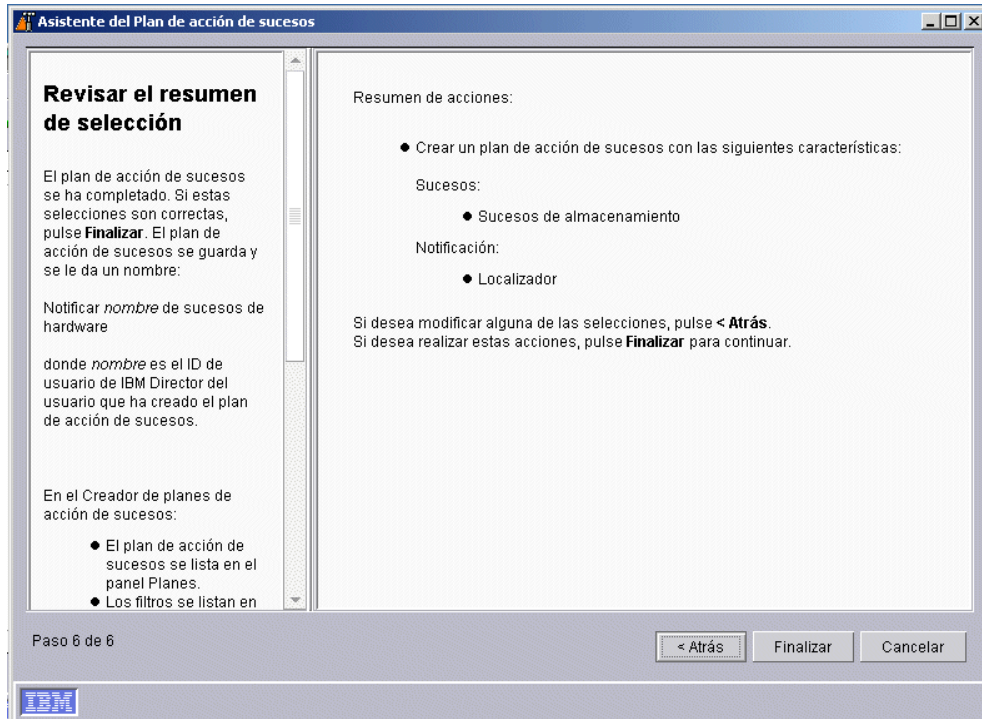 Asistente del Plan de acción de sucesos
Revisar el resumen
de selección
El plan de acción de sucesos
se ha completado. Si estas
selecciones son correctas,
pulse Finalizar. El plan de
acción de sucesos se guarda y
se le da un nombre:
Notificar nombre de sucesos de
hardware
donde nombre es el ID de
usuario de IBM Director del
usuario que ha creado el plan
de acción de sucesos.
En el Creador de planes de
acción de sucesos:
● El plan de acción de
sucesos se lista en el
panel Planes.
● Los filtros se listan en
Resumen de acciones:
● Crear un plan de acción de sucesos con las siguientes características:
Sucesos:
● Sucesos de almacenamiento
Notificación:
● Localizador
Si desea modificar alguna de las selecciones, pulse < Atrás.
Si desea realizar estas acciones, pulse Finalizar para continuar.
Paso 6 de 6
< Atrás
Finalizar
Cancelar
IBM